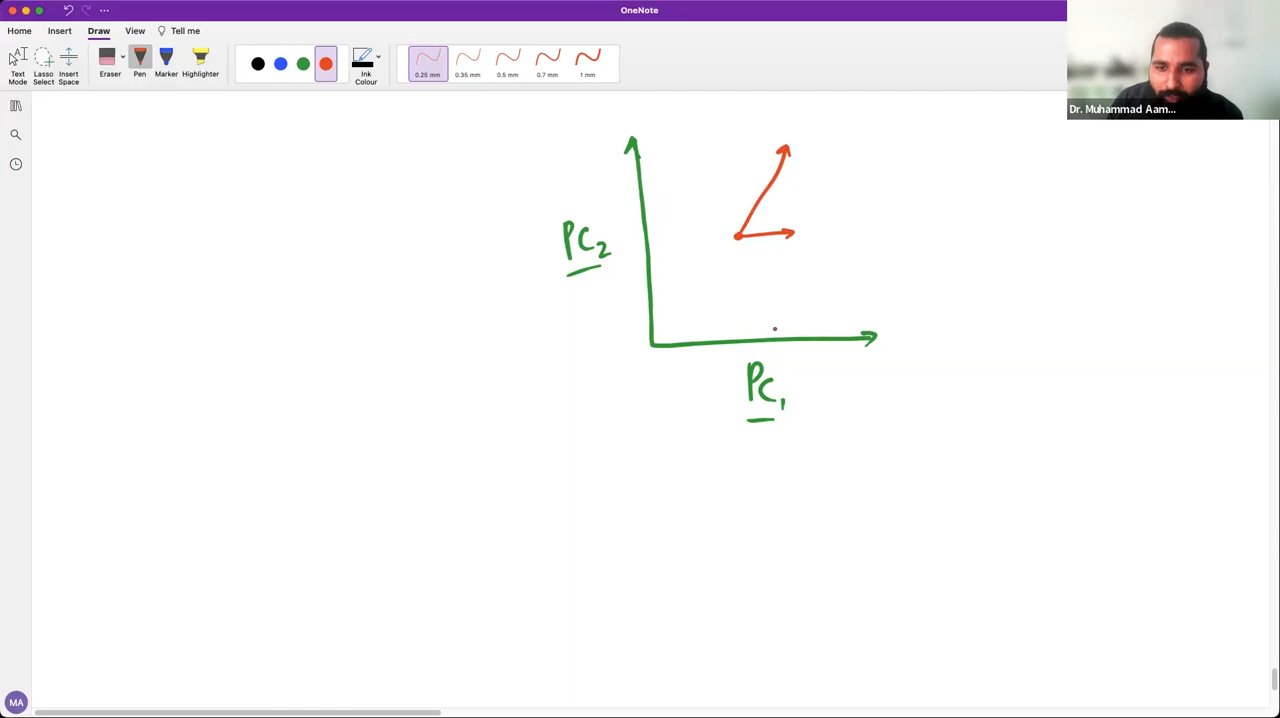 OneNote
Home Insert Draw View Tell me
Text Mode
Lasso Select
Insert Space
Eraser
Pen
Marker
Highlighter
Ink Colour
0.25 mm
0.35 mm
0.5 mm
0.7 mm
1 mm
Dr. Muhammad Aam...
PC2
PC1
MA